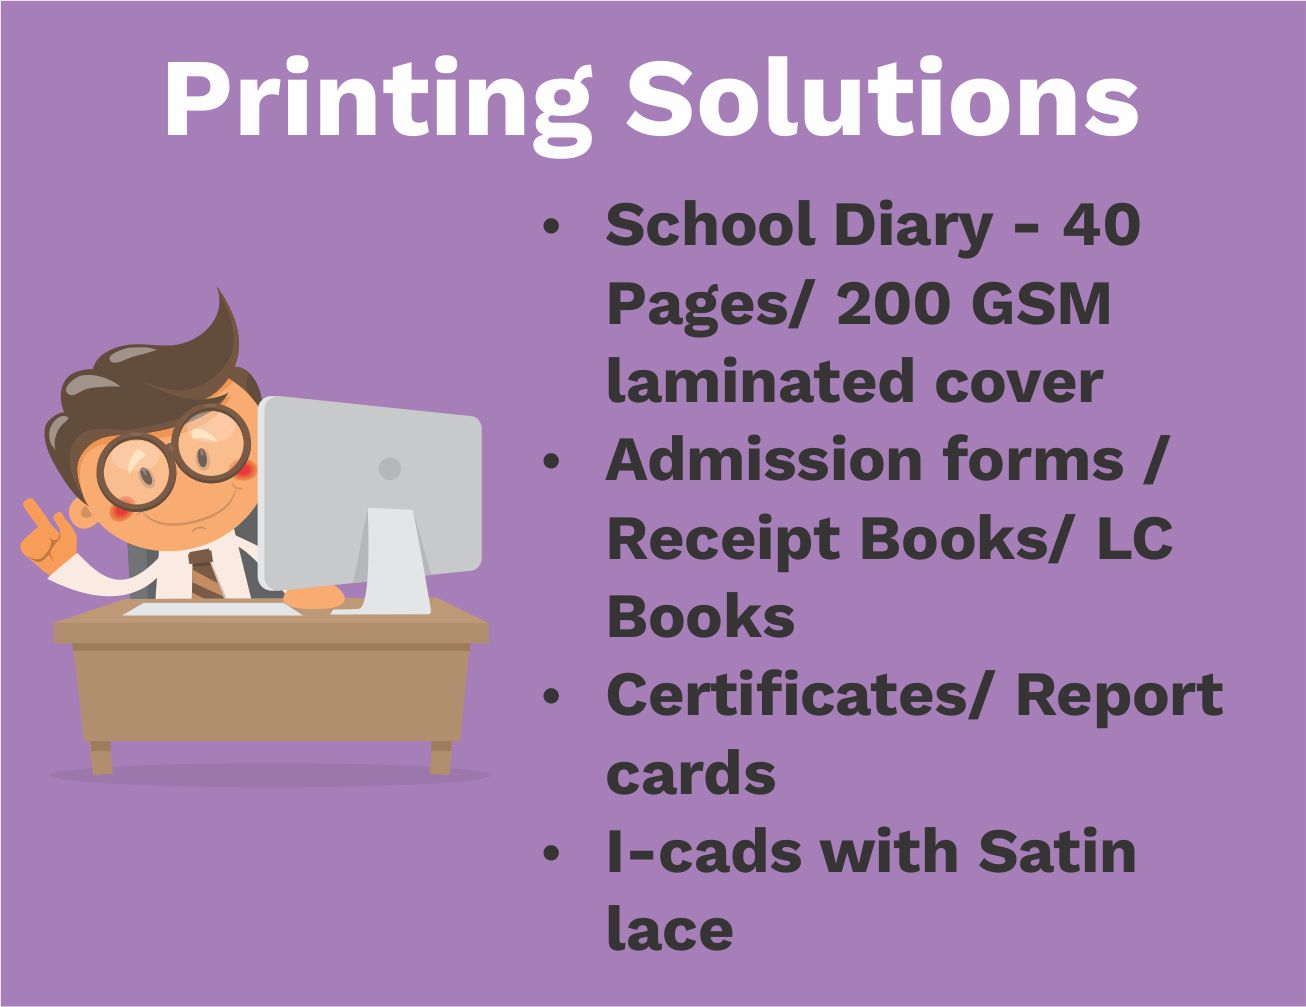 Printing Solutions
• School Diary - 40
Pages/ 200 GSM
laminated cover
• Admission forms /
Receipt Books/ LC
Books
• Certificates/ Report
cards
• I-cads with Satin
lace